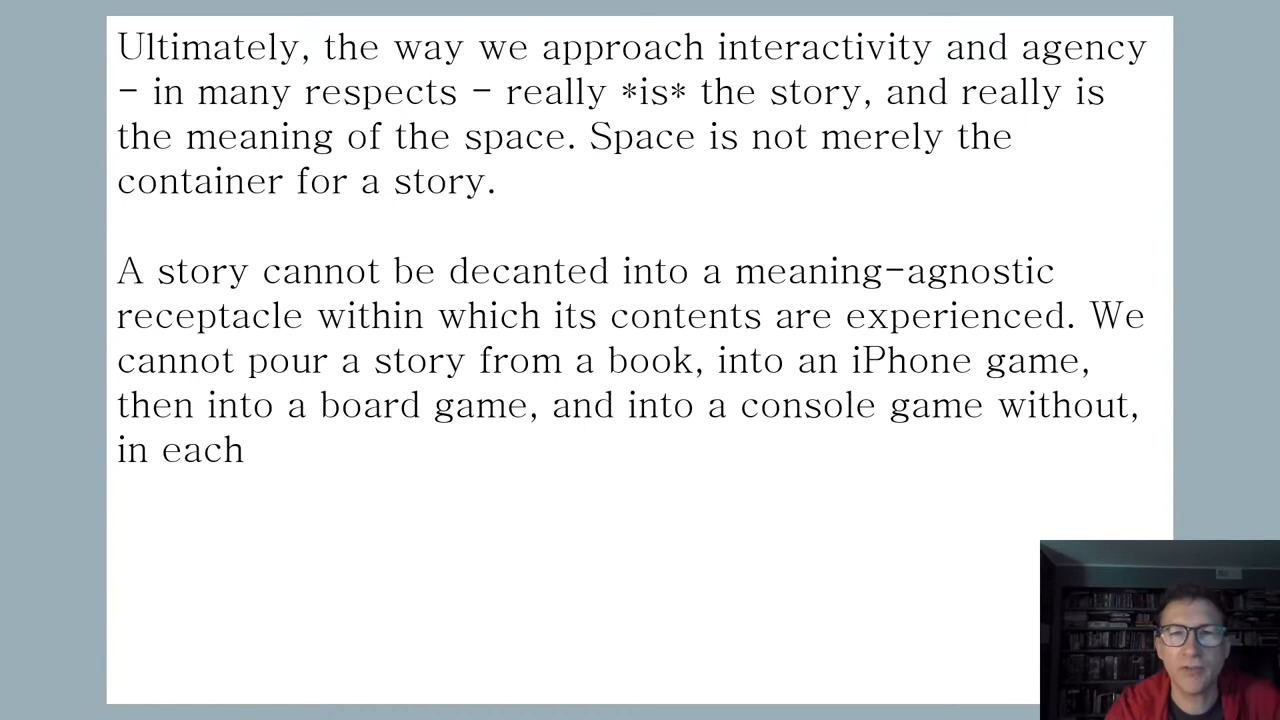 Ultimately, the way we approach interactivity and agency
- in many respects - really *is* the story, and really is
the meaning of the space. Space is not merely the
container for a story.
A story cannot be decanted into a meaning-agnostic
receptacle within which its contents are experienced. We
cannot pour a story from a book, into an iPhone game,
then into a board game, and into a console game without,
in each